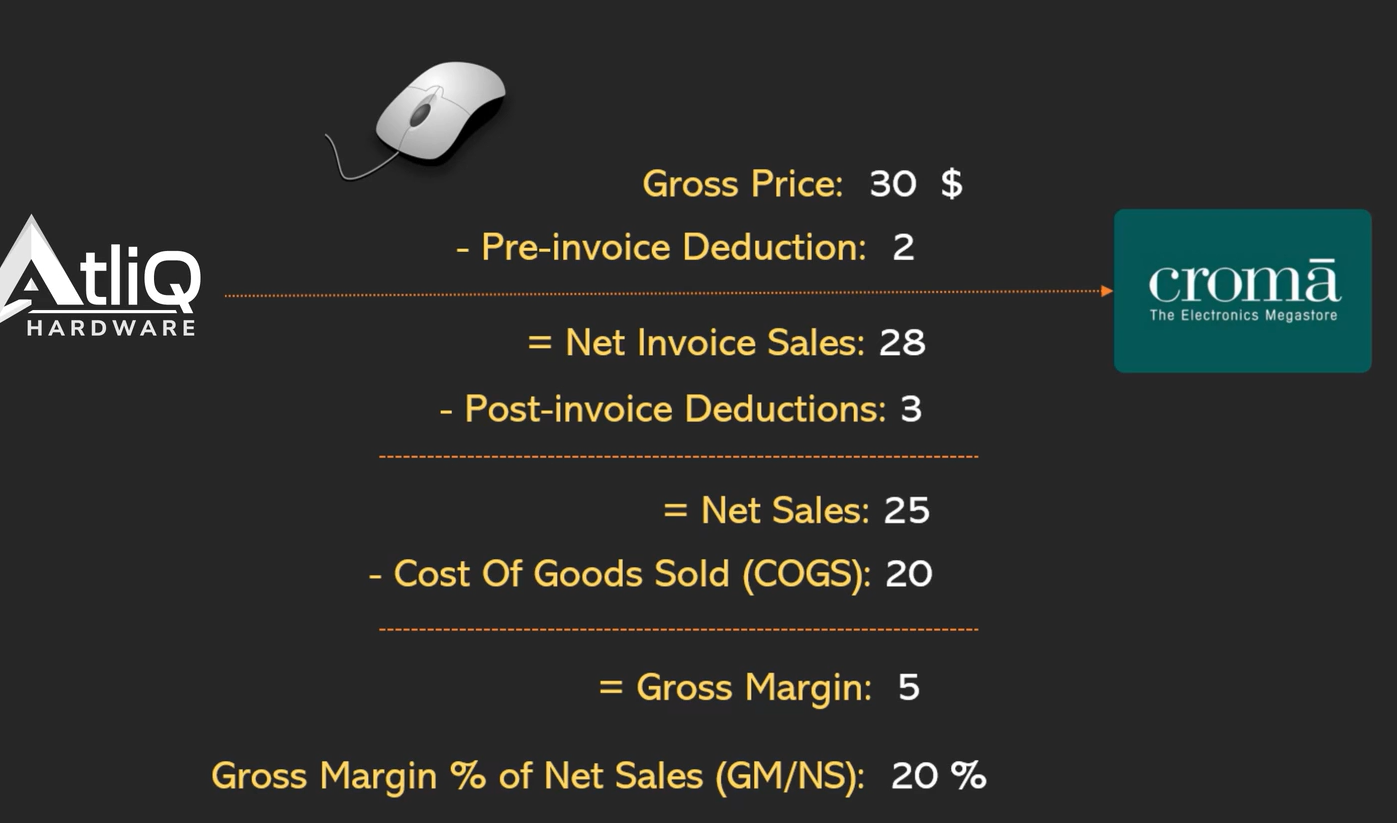 Gross Price: 30 $
- Pre-invoice Deduction: 2
AtliQ
HARDWARE
cromā
The Electronics Megastore
= Net Invoice Sales: 28
- Post-invoice Deductions: 3
= Net Sales: 25
- Cost Of Goods Sold (COGS): 20
= Gross Margin: 5
Gross Margin % of Net Sales (GM/NS): 20 %